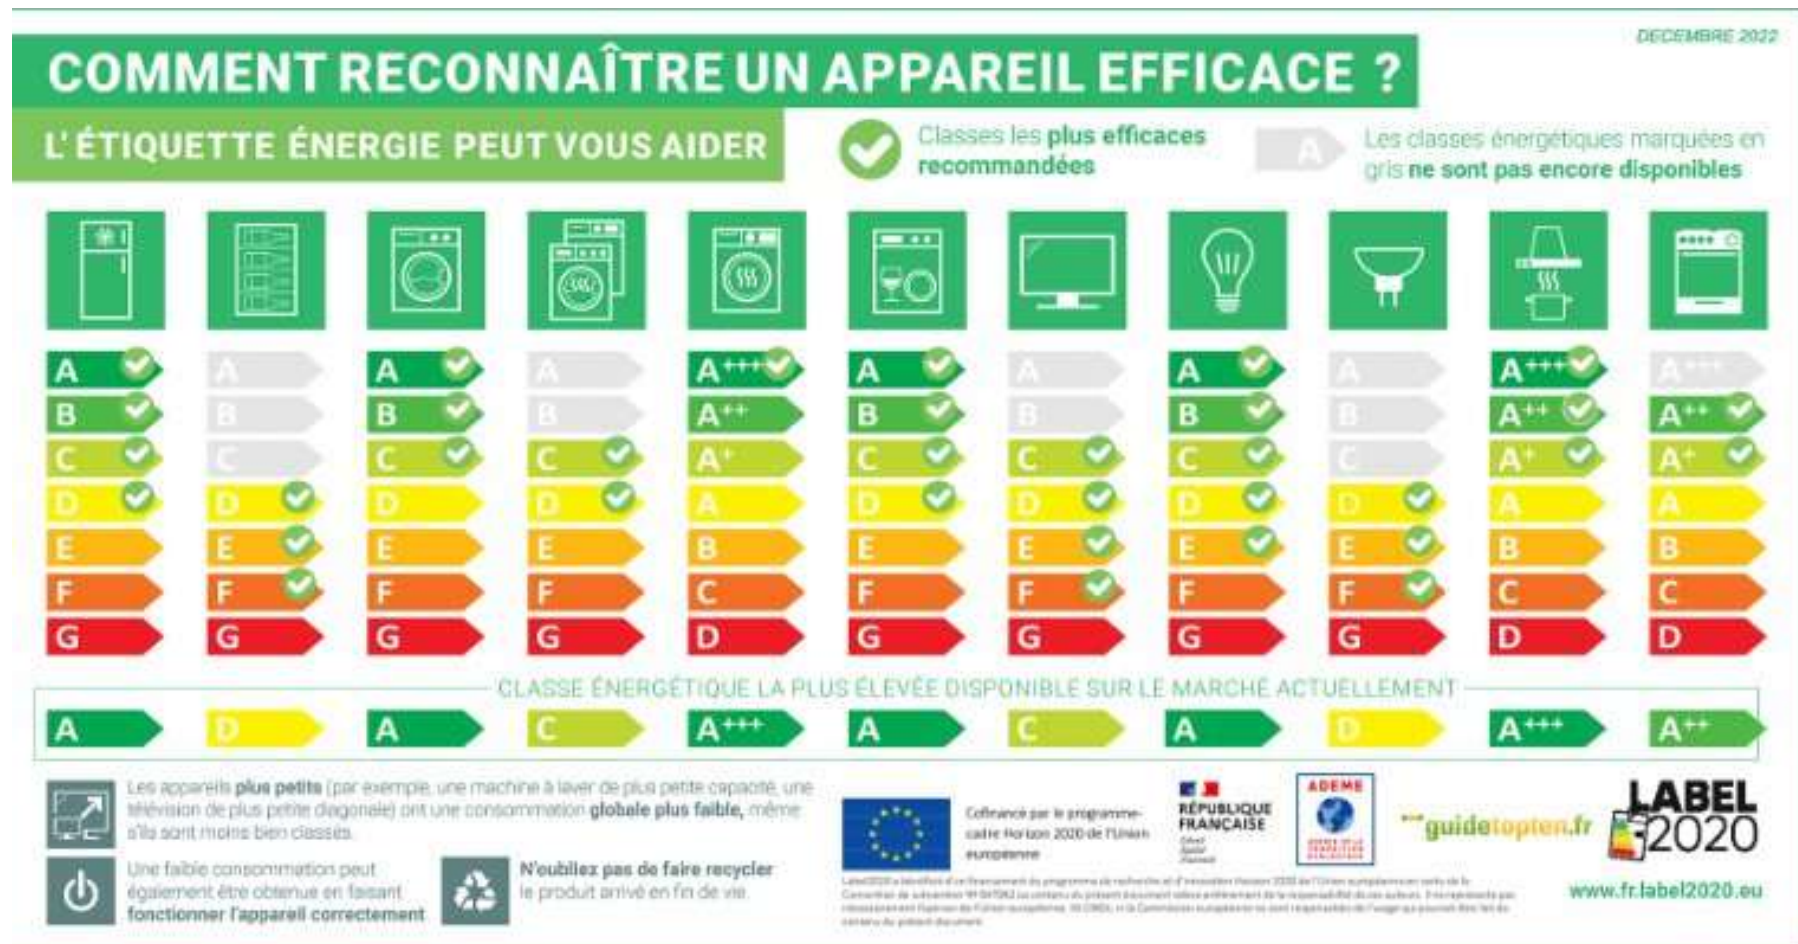 DECEMBRE 2022
COMMENT RECONNAÎTRE UN APPAREIL EFFICACE ?
L'ÉTIQUETTE ÉNERGIE PEUT VOUS AIDER
Classes les plus efficaces
recommandées
A
Les classes énergétiques marquées en
gris ne sont pas encore disponibles
A A A A A+++ A A A A A+++ A+++
B B B B A++ B B B B A++ A++
C C C C A+ C C C C A+ A+
D D D D A D D D D A A
E E E E B E E E E B B
F F F F C F F F F C C
G G G G D G G G G D D
CLASSE ÉNERGÉTIQUE LA PLUS ÉLEVÉE DISPONIBLE SUR LE MARCHÉ ACTUELLEMENT
A D A C A+++ A C A D A+++ A++
Les appareils plus petits (par exemple, une machine à laver de plus petite capacité, une
télévision de plus petite diagonale) ont une consommation globale plus faible, même
s'ils sont moins bien classés.
Une faible consommation peut
également être obtenue en faisant
fonctionner l'appareil correctement
N'oubliez pas de faire recycler
le produit arrivé en fin de vie.
Cofinancé par le programme-
cadre Horizon 2020 de l'Union
européenne
RÉPUBLIQUE
FRANÇAISE
ADEME
guidetopten.fr
LABEL
2020
www.fr.label2020.eu